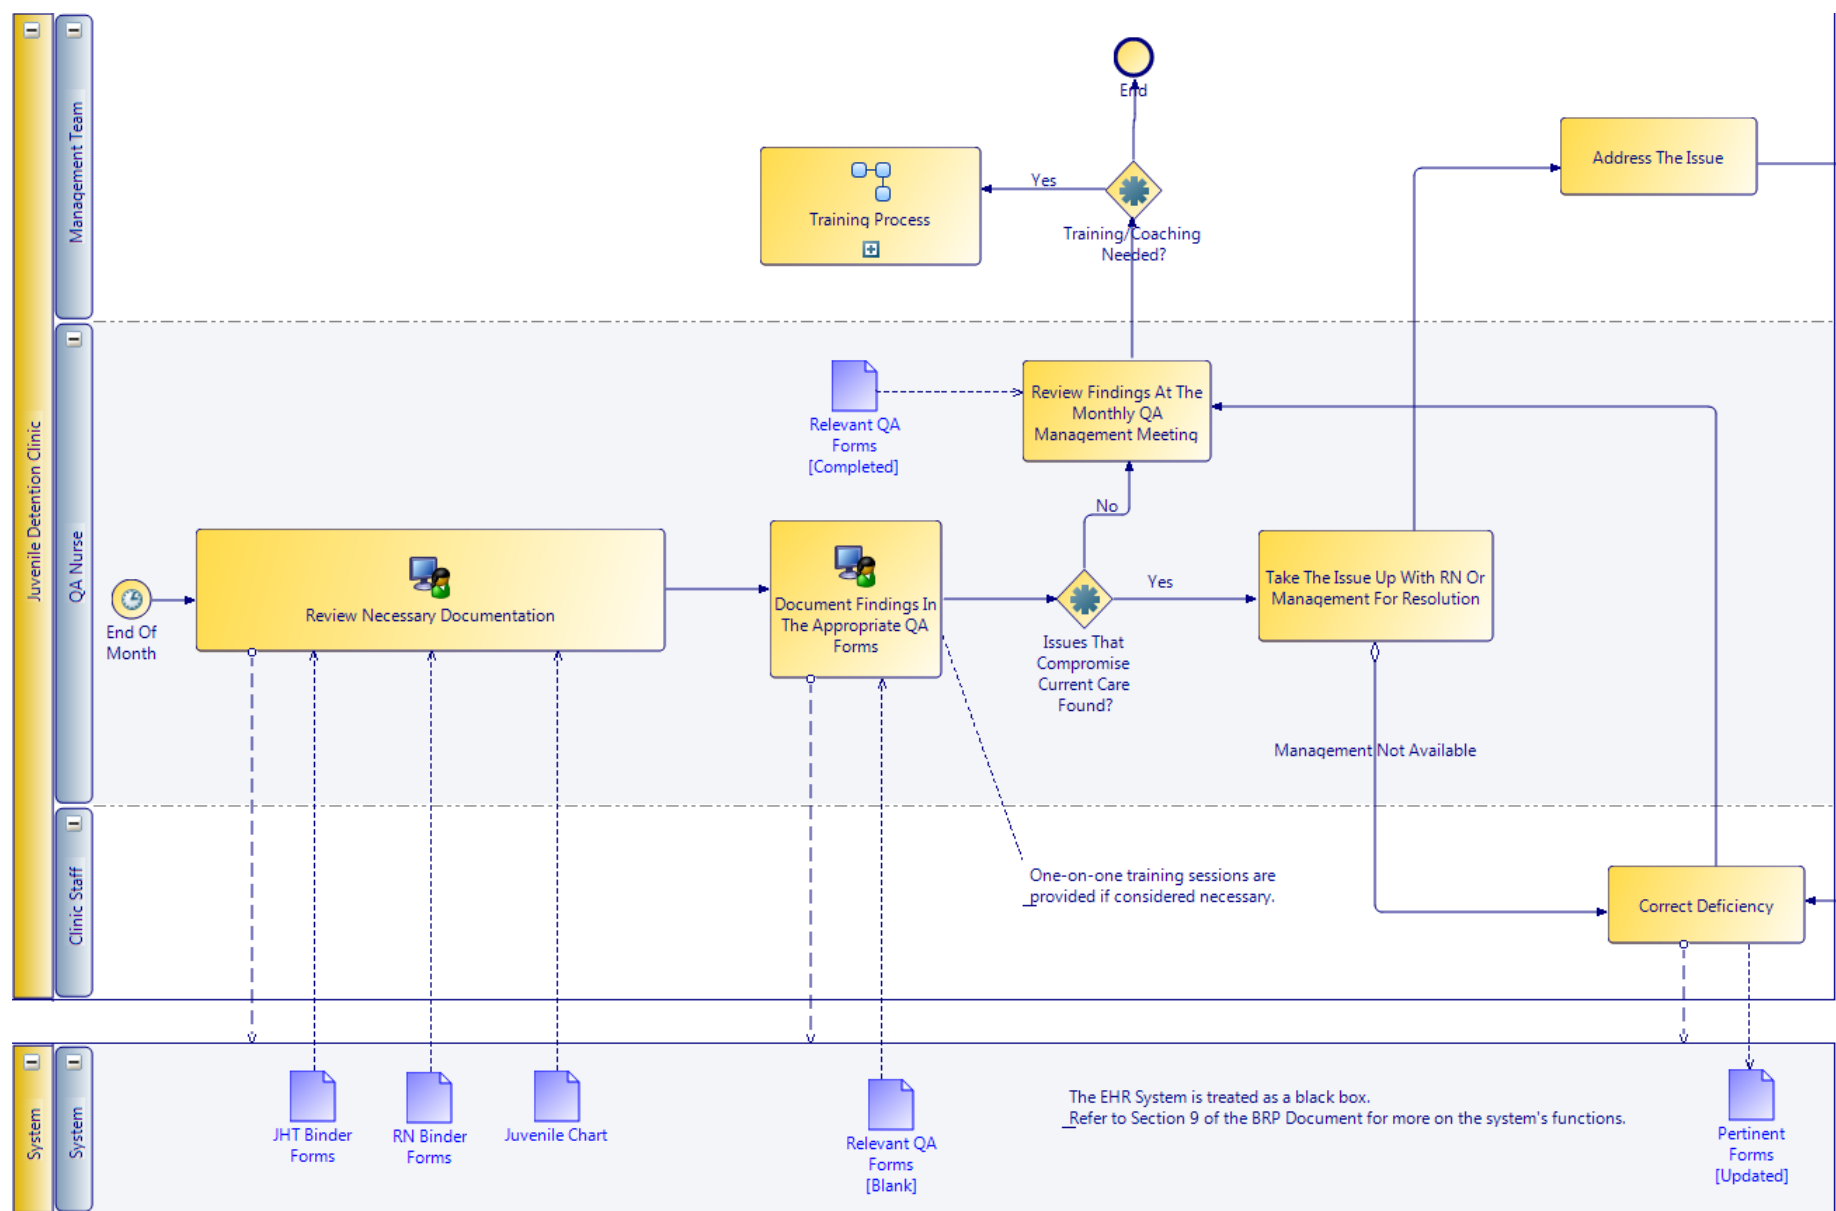 Juvenile Detention Clinic
Management Team
End
Address The Issue
Training Process
Yes
Training/Coaching
Needed?
QA Nurse
Relevant QA
Forms
[Completed]
Review Findings At The
Monthly QA
Management Meeting
No
End Of
Month
Review Necessary Documentation
Document Findings In
The Appropriate QA
Forms
Issues That
Compromise
Current Care
Found?
Yes
Take The Issue Up With RN Or
Management For Resolution
Management Not Available
Clinic Staff
One-on-one training sessions are
provided if considered necessary.
Correct Deficiency
System
System
JHT Binder
Forms
RN Binder
Forms
Juvenile Chart
Relevant QA
Forms
[Blank]
The EHR System is treated as a black box.
Refer to Section 9 of the BRP Document for more on the system's functions.
Pertinent
Forms
[Updated]